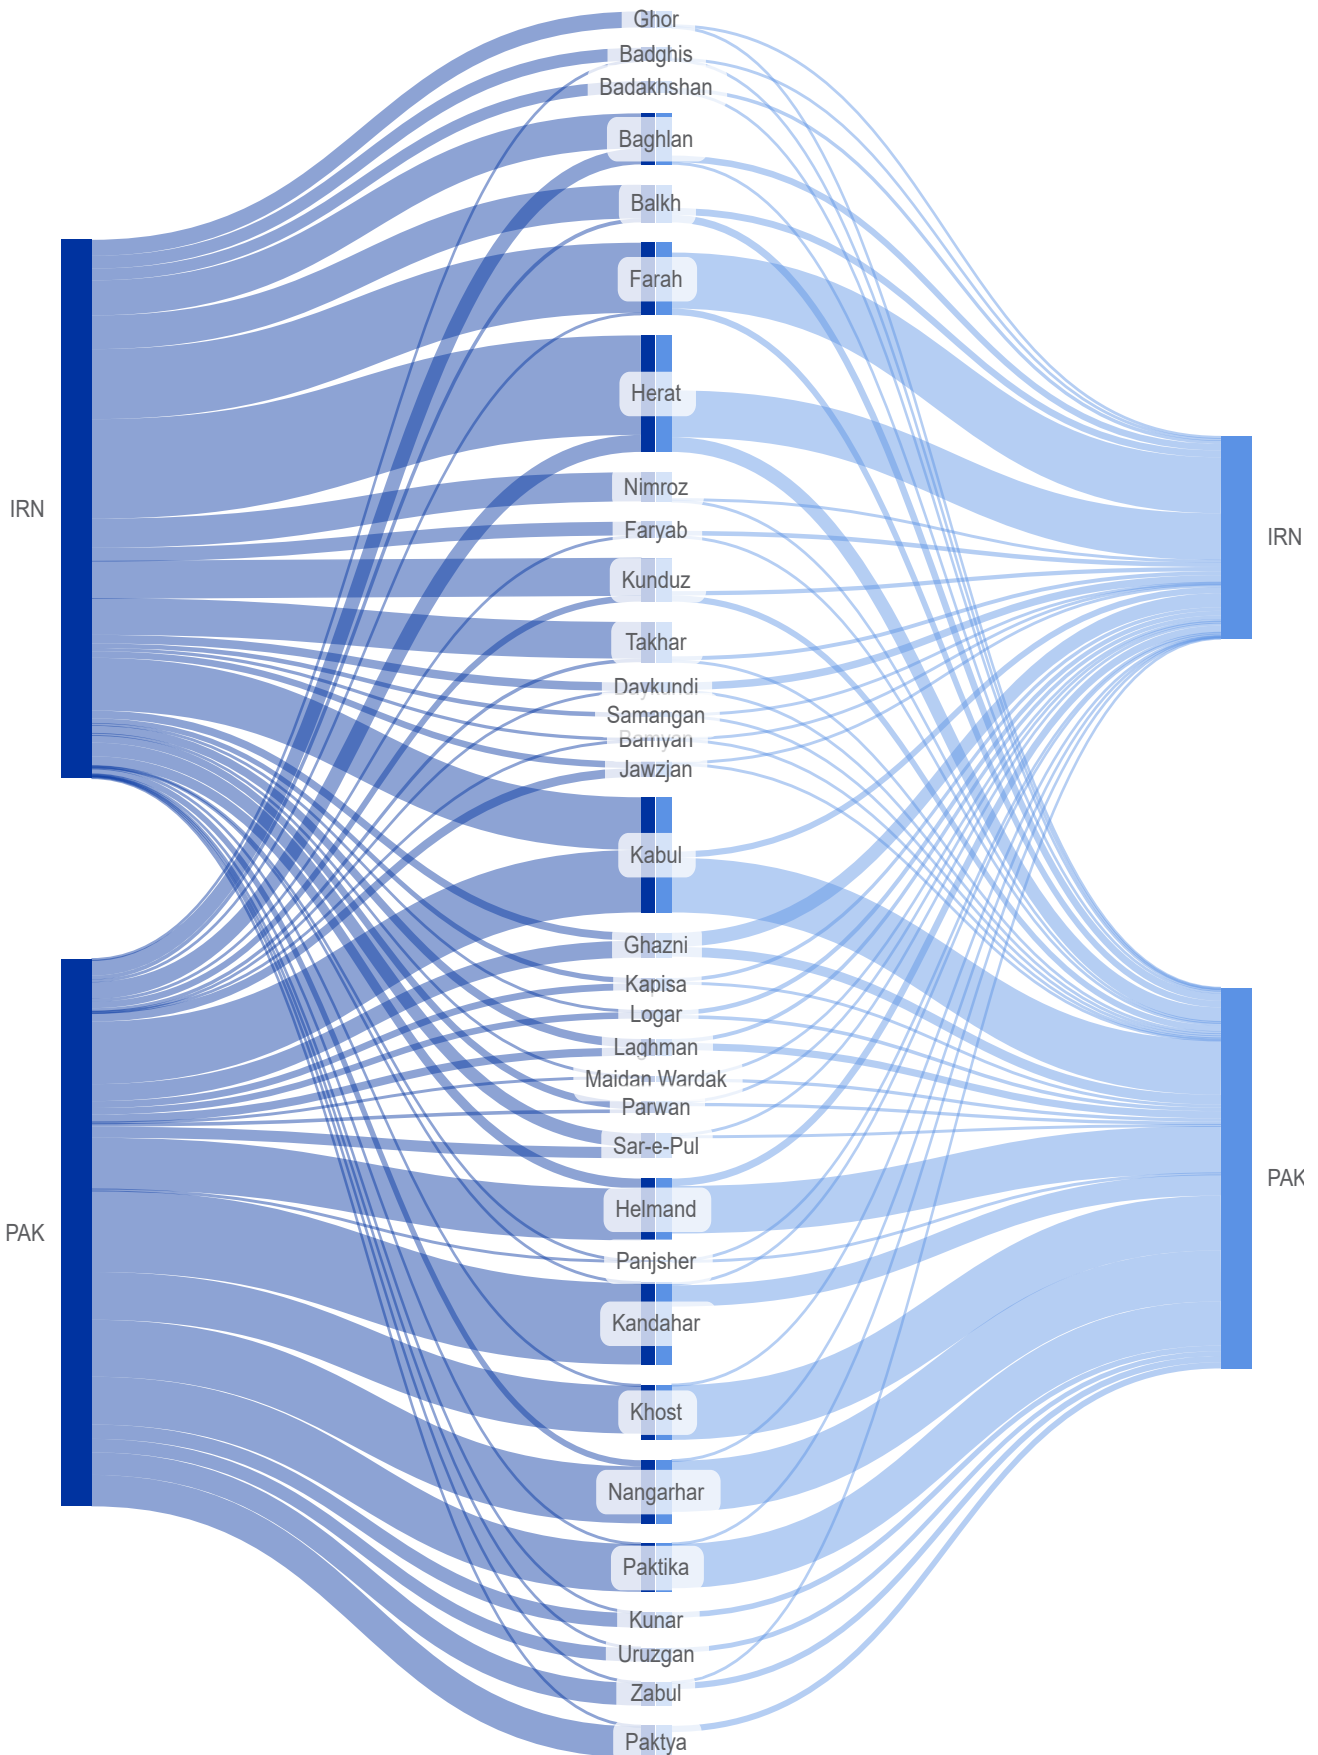 Ghor
Badghis
Badakhshan
Baghlan
Balkh
Farah
Herat
Nimroz
IRN
Faryab
IRN
Kunduz
Takhar
Daykundi
Samangan
Bamyan
Jawzjan
Kabul
Ghazni
Kapisa
Logar
Laghman
Maidan Wardak
Parwan
Sar-e-Pul
PAK
Helmand
PAK
Panjsher
Kandahar
Khost
Nangarhar
Paktika
Kunar
Uruzgan
Zabul
Paktya